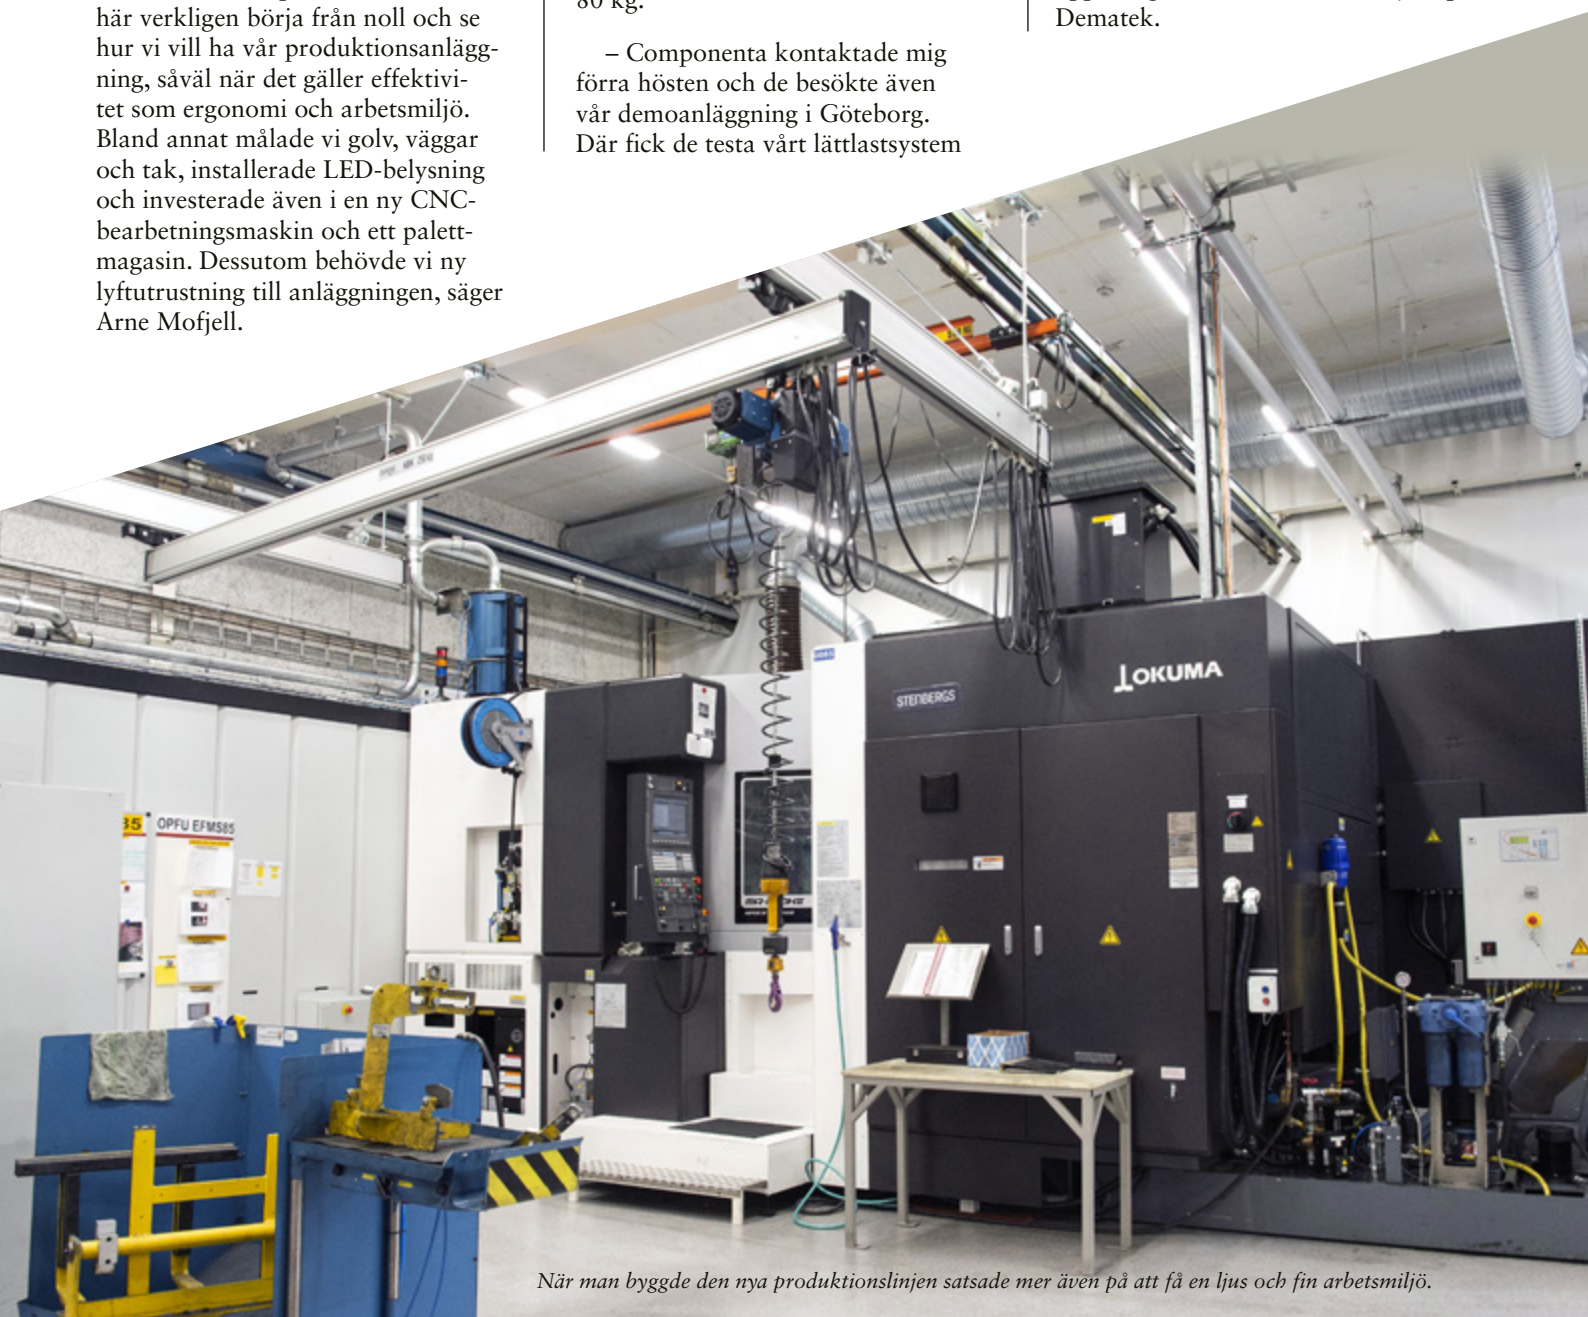 här verkligen börja från noll och se
hur vi vill ha vår produktionsanlägg-
ning, såväl när det gäller effektivi-
tet som ergonomi och arbetsmiljö.
Bland annat målade vi golv, väggar
och tak, installerade LED-belysning
och investerade även i en ny CNC-
bearbetningsmaskin och ett palett-
magasin. Dessutom behövde vi ny
lyftutrustning till anläggningen, säger
Arne Mofjell.
80 kg.
– Componenta kontaktade mig
förra hösten och de besökte även
vår demoanläggning i Göteborg.
Där fick de testa vårt lättlastsystem
Dematek.
OKUMA
STENBERGS
85
OPFU EFMS85
När man byggde den nya produktionslinjen satsade mer även på att få en ljus och fin arbetsmiljö.